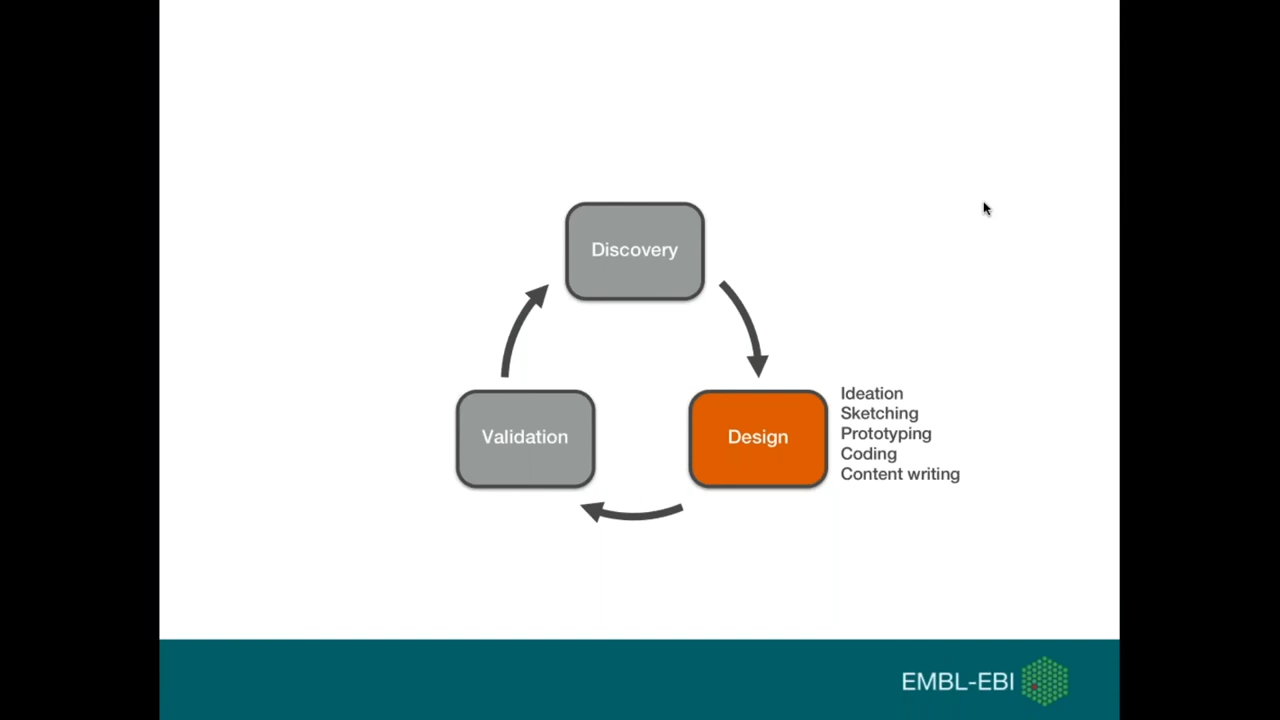 Discovery
Validation
Design
Ideation
Sketching
Prototyping
Coding
Content writing
EMBL-EBI